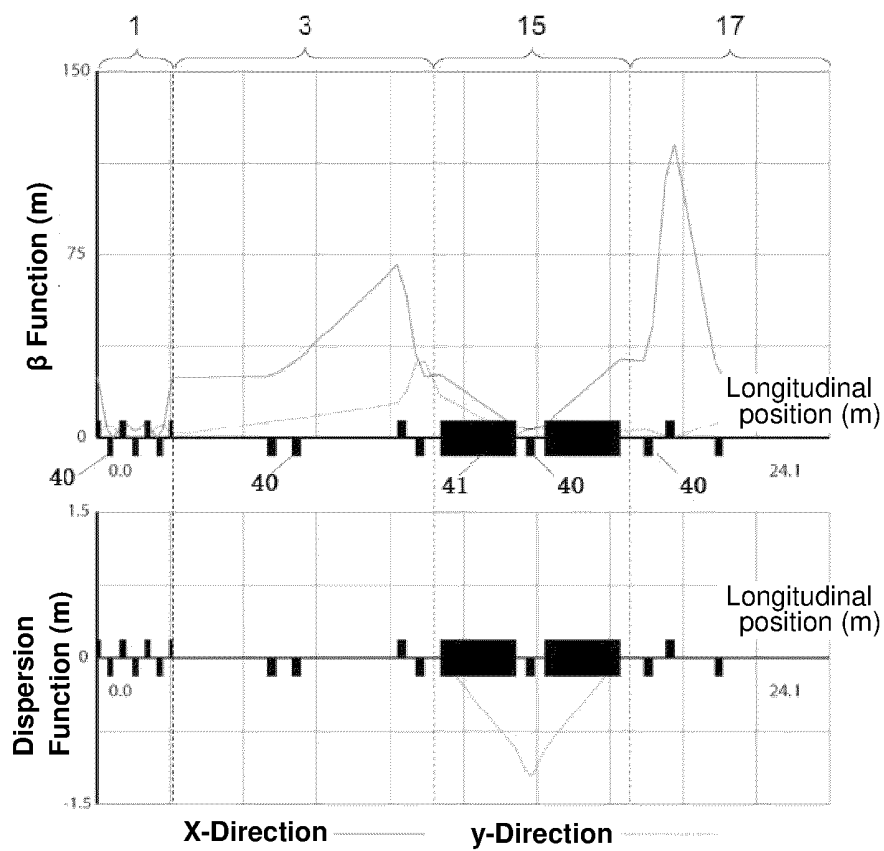 1 3 15 17
150
β Function (m)
75
Longitudinal
position (m)
0
40 0.0 40 41 40 40 24.1
1.5
Dispersion
Function (m)
Longitudinal
position (m)
0
0.0 24.1
-1.5
X-Direction y-Direction